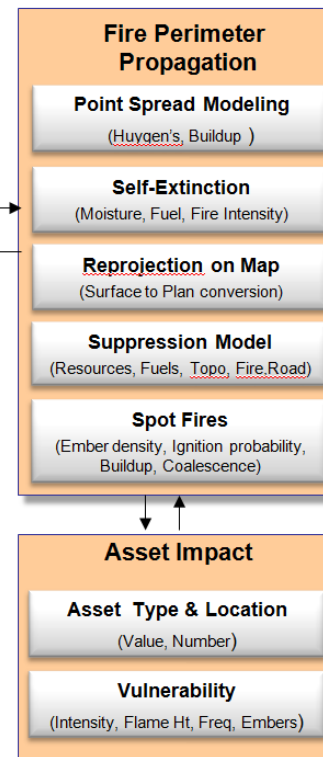 Fire Perimeter
Propagation
Point Spread Modeling
(Huygen's, Buildup )
Self-Extinction
(Moisture, Fuel, Fire Intensity)
Reprojection on Map
(Surface to Plan conversion)
Suppression Model
(Resources, Fuels, Topo, Fire.Road)
Spot Fires
(Ember density, Ignition probability,
Buildup, Coalescence)
Asset Impact
Asset Type & Location
(Value, Number)
Vulnerability
(Intensity, Flame Ht, Freq, Embers)